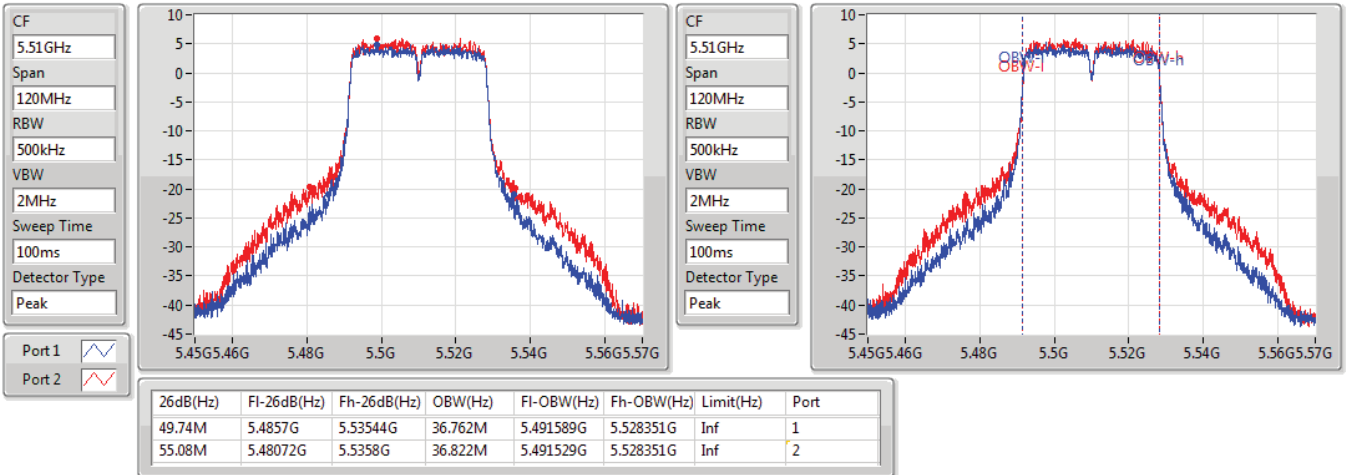 CF
5.51GHz
Span
120MHz
RBW
500kHz
VBW
2MHz
Sweep Time
100ms
Detector Type
Peak
Port 1
Port 2
10
5
0
-5
-10
-15
-20
-25
-30
-35
-40
-45
5.45G 5.46G 5.48G 5.5G 5.52G 5.54G 5.56G 5.57G
CF
5.51GHz
Span
120MHz
RBW
500kHz
VBW
2MHz
Sweep Time
100ms
Detector Type
Peak
10
5
0
-5
-10
-15
-20
-25
-30
-35
-40
-45
OBW-l
OBW-l
OBW-h
OBW-h
5.45G 5.46G 5.48G 5.5G 5.52G 5.54G 5.56G 5.57G
26dB(Hz) Fl-26dB(Hz) Fh-26dB(Hz) OBW(Hz) Fl-OBW(Hz) Fh-OBW(Hz) Limit(Hz) Port
49.74M 5.4857G 5.53544G 36.762M 5.491589G 5.528351G Inf 1
55.08M 5.48072G 5.5358G 36.822M 5.491529G 5.528351G Inf 2